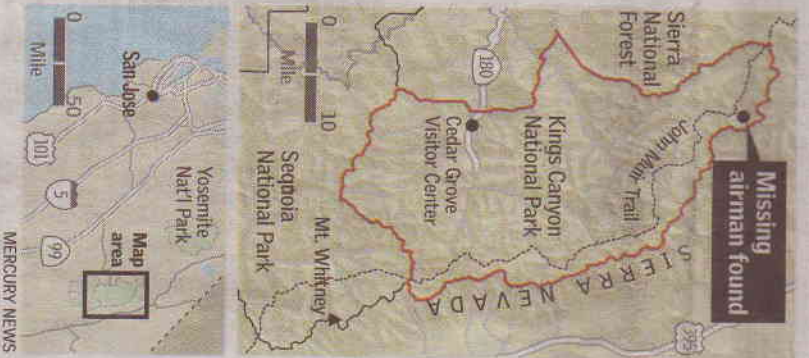 Missing
airman found
395
Sierra
National
Forest
John Muir Trail
SIERRA NEVADA
Kings Canyon
National Park
180
Cedar Grove
Visitor Center
0 10
Mile
Sequoia
National Park
Mt. Whitney
Yosemite
Nat'l Park
San Jose
Map
area
5
99
101
0 50
Mile
MERCURY NEWS